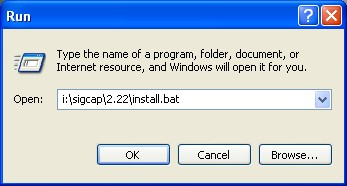 Run
Type the name of a program, folder, document, or
Internet resource, and Windows will open it for you.
Open: i:\sigcap\2.22\install.bat
OK Cancel Browse...